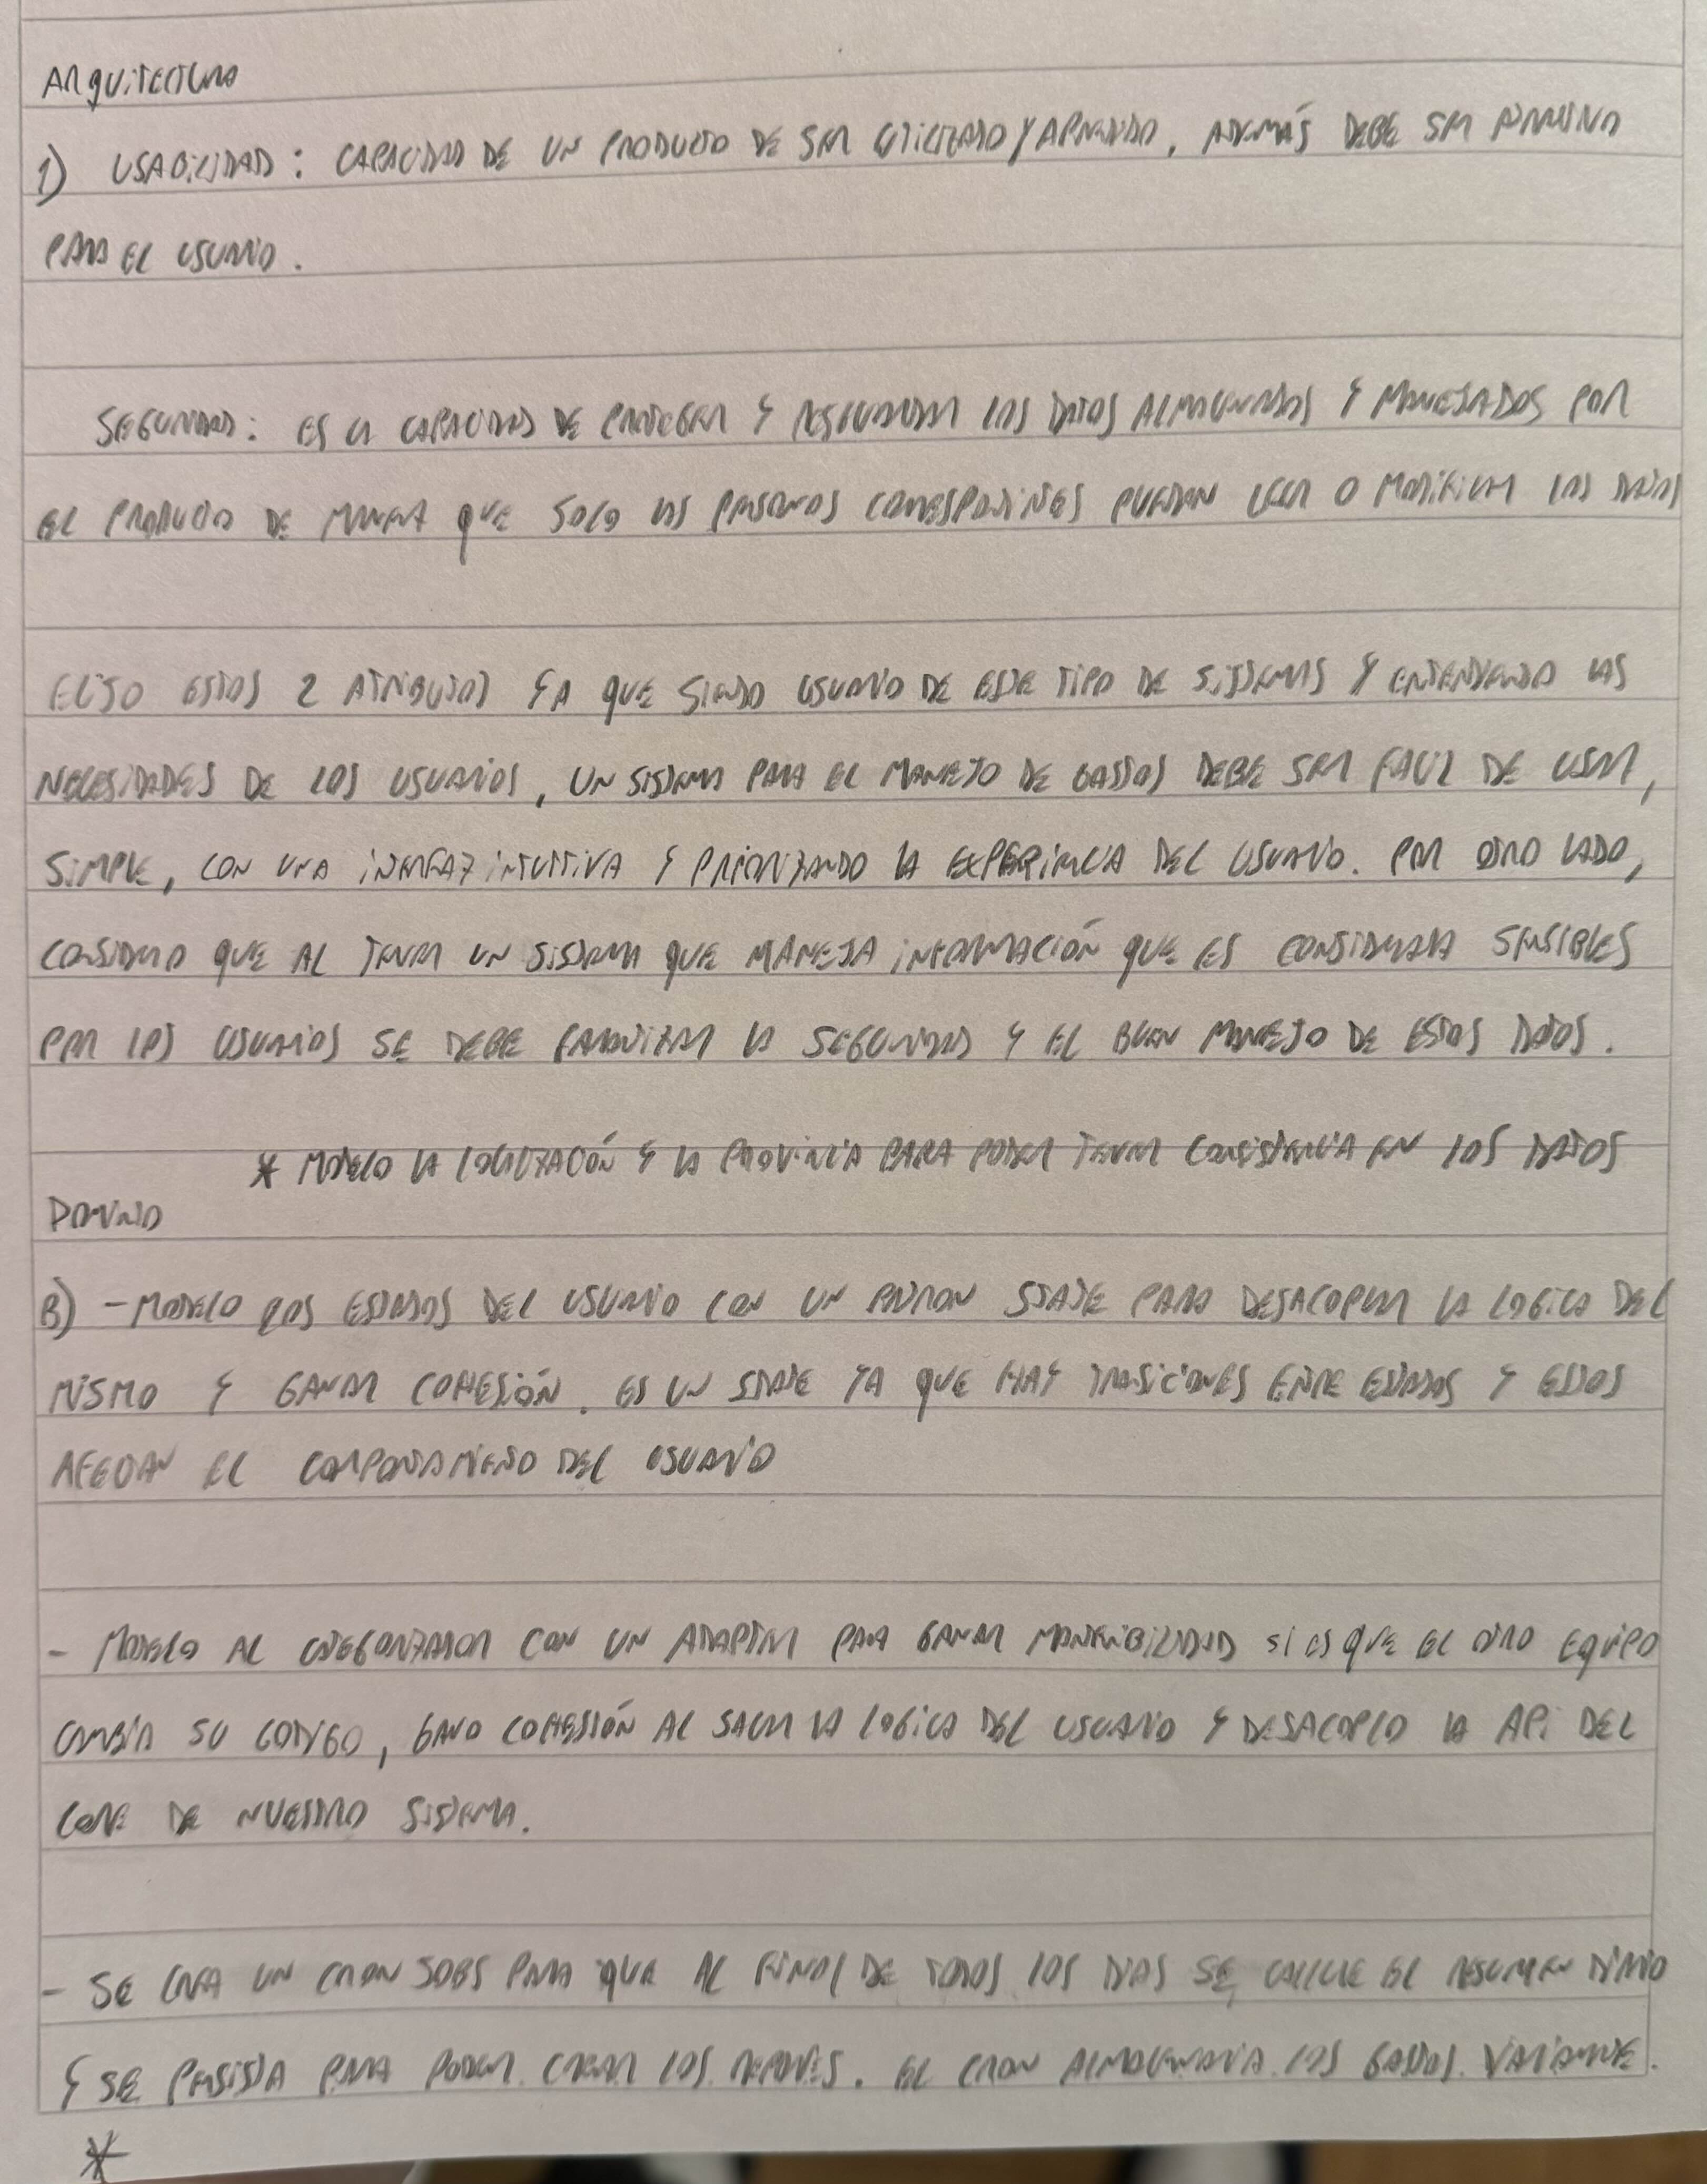 ARQUITECTURA
1) USABILIDAD: CAPACIDAD DE UN PRODUCTO DE SER UTILIZADO Y APRENDIDO, ADEMÁS DEBE SER
PARA EL USUARIO.
SEGURIDAD: ES LA CAPACIDAD DE PROTEGER Y RESGUARDAR LOS DATOS ALMACENADOS Y MANEJADOS POR
EL PRODUCTO DE MANERA QUE SOLO LAS PERSONAS PUEDAN LEER O MODIFICAR LOS DATOS
ELIJO ESTOS 2 ATRIBUTOS YA QUE SIENDO USUARIO DE ESTE TIPO DE SISTEMAS Y ENTENDIENDO LAS
NECESIDADES DE LOS USUARIOS, UN SISTEMA PARA EL MANEJO DE GASTOS DEBE SER FACIL DE USAR,
SIMPLE, CON UNA INTERFAZ INTUITIVA Y PRIORIZANDO LA EXPERIENCIA DEL USUARIO. POR OTRO LADO,
CONSIDERO QUE AL TENER UN SISTEMA QUE MANEJA INFORMACIÓN QUE ES CONSIDERADA SENSIBLES
POR LOS USUARIOS SE DEBE GARANTIZAR LA SEGURIDAD Y EL BUEN MANEJO DE ESTOS DATOS.
* MODELO LA LOCALIZACIÓN Y LA PROVINCIA PARA PODER TENER CONSISTENCIA EN LOS DATOS
DOMINIO
B) - MODELO LOS ESTADOS DEL USUARIO CON UN PATRON STATE PARA DESACOPLAR LA LOGICA DEL
MISMO Y GANAR COHESIÓN. ES UN STATE YA QUE HAY TRASICIONES ENTRE ESTADOS Y ESTOS
AFECTAN EL COMPORTAMIENTO DEL USUARIO
- MODELO AL CATEGORIZADOR CON UN ADAPTER PARA GANAR MANTENIBILIDAD SI ES QUE EL OTRO EQUIPO
CAMBIA SU CODIGO, GANO COHESIÓN AL SACAR LA LOGICA DEL USUARIO Y DESACOPLO LA API DEL
CORE DE NUESTRO SISTEMA.
- SE CREA UN CRON JOBS PARA QUE AL FINAL DE TODOS LOS DIAS SE CALCULE EL RESUMEN DIARIO
Y SE PERSISTA PARA PODER CREAR LOS REPORTES. EL CRON ALMACENARIA LOS GASTOS
*